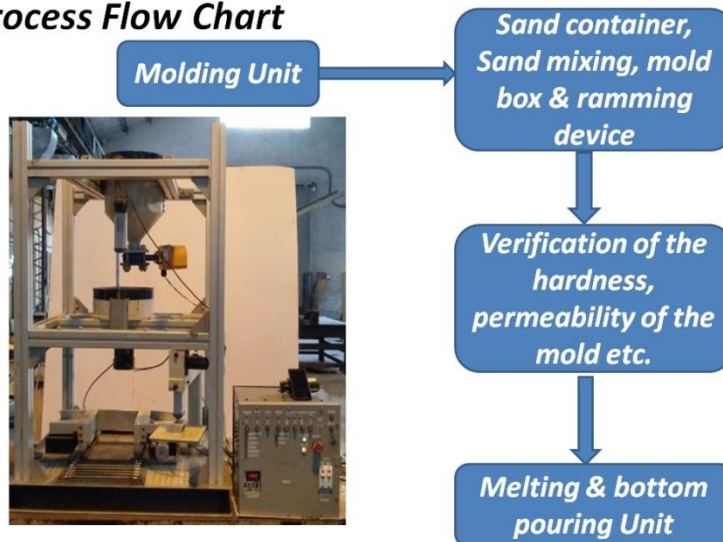 rocess Flow Chart
Molding Unit
Sand container,
Sand mixing, mold
box & ramming
device
Verification of the
hardness,
permeability of the
mold etc.
Melting & bottom
pouring Unit